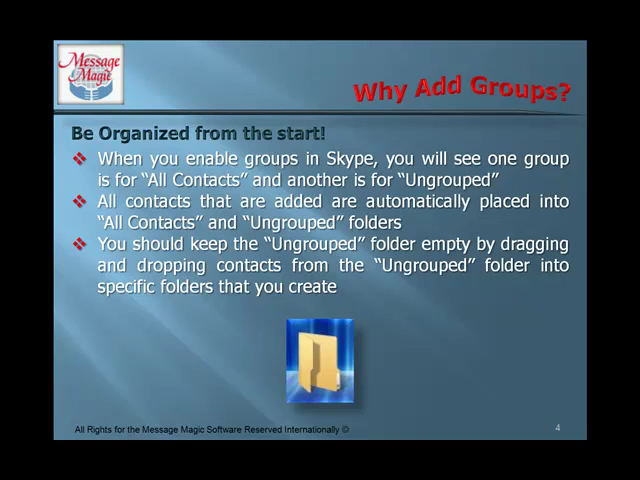 Message
Magic
Why Add Groups?
Be Organized from the start!
❖ When you enable groups in Skype, you will see one group
is for “All Contacts” and another is for “Ungrouped”
❖ All contacts that are added are automatically placed into
“All Contacts” and “Ungrouped” folders
❖ You should keep the “Ungrouped” folder empty by dragging
and dropping contacts from the “Ungrouped” folder into
specific folders that you create
All Rights for the Message Magic Software Reserved Internationally ©
4